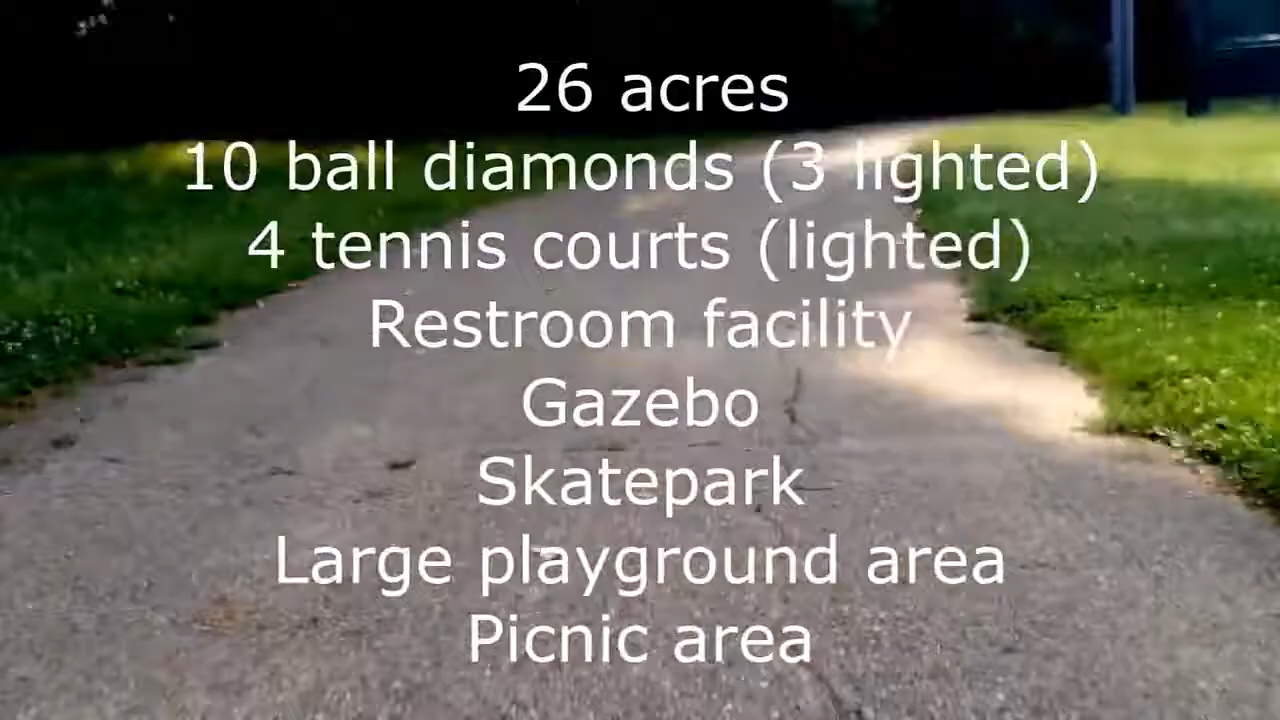 26 acres
10 ball diamonds (3 lighted)
4 tennis courts (lighted)
Restroom facility
Gazebo
Skatepark
Large playground area
Picnic area